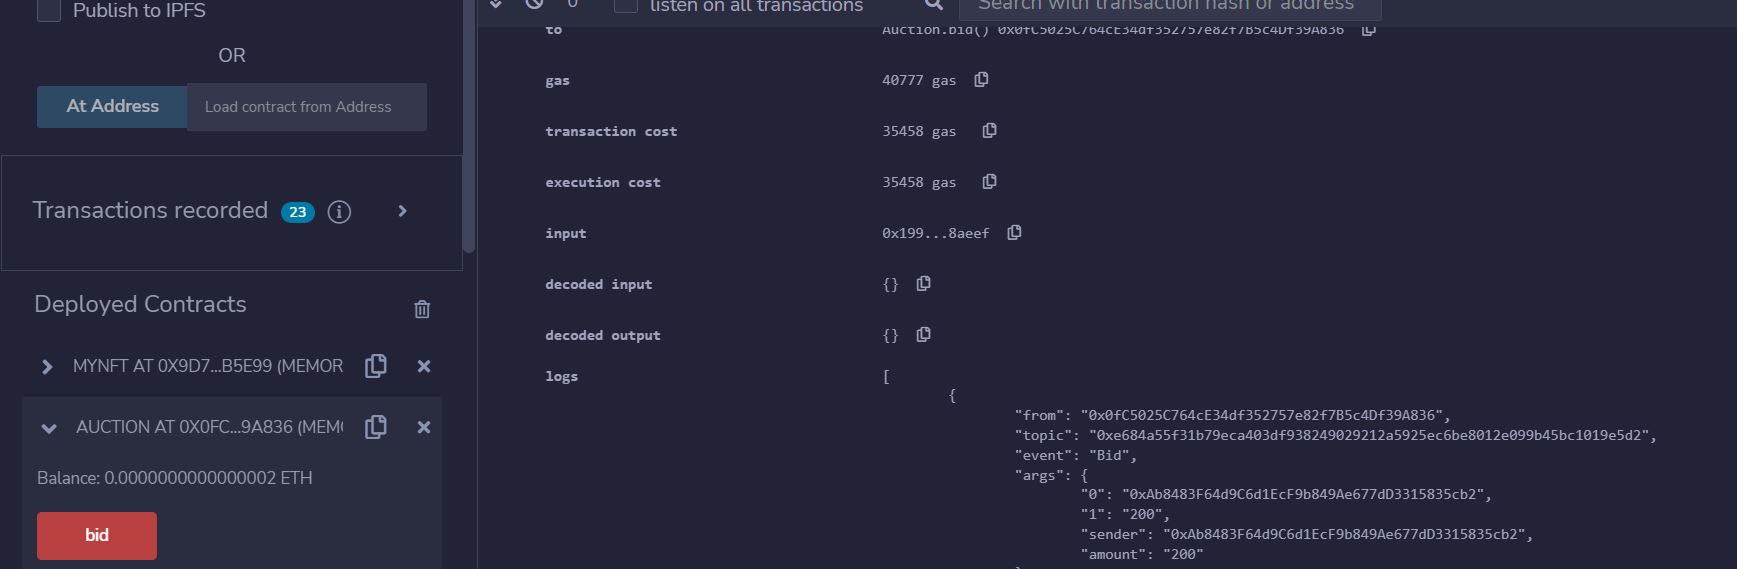 Publish to IPFS
OR
At Address
Load contract from Address
Transactions recorded 23
Deployed Contracts
MYNFT AT 0X9D7...B5E99 (MEMOR
AUCTION AT 0X0FC...9A836 (MEM
Balance: 0.0000000000000002 ETH
bid
0
listen on all transactions
Search with transaction hash or address
to Auction.bid() 0x0fC5025C764cE34df352757e82f7B5c4Df39A836
gas 40777 gas
transaction cost 35458 gas
execution cost 35458 gas
input 0x199...8aeef
decoded input {}
decoded output {}
logs [
{
"from": "0x0fC5025C764cE34df352757e82f7B5c4Df39A836",
"topic": "0xe684a55f31b79eca403df938249029212a5925ec6be8012e099b45bc1019e5d2",
"event": "Bid",
"args": {
"0": "0xAb8483F64d9C6d1EcF9b849Ae677dD3315835cb2",
"1": "200",
"sender": "0xAb8483F64d9C6d1EcF9b849Ae677dD3315835cb2",
"amount": "200"